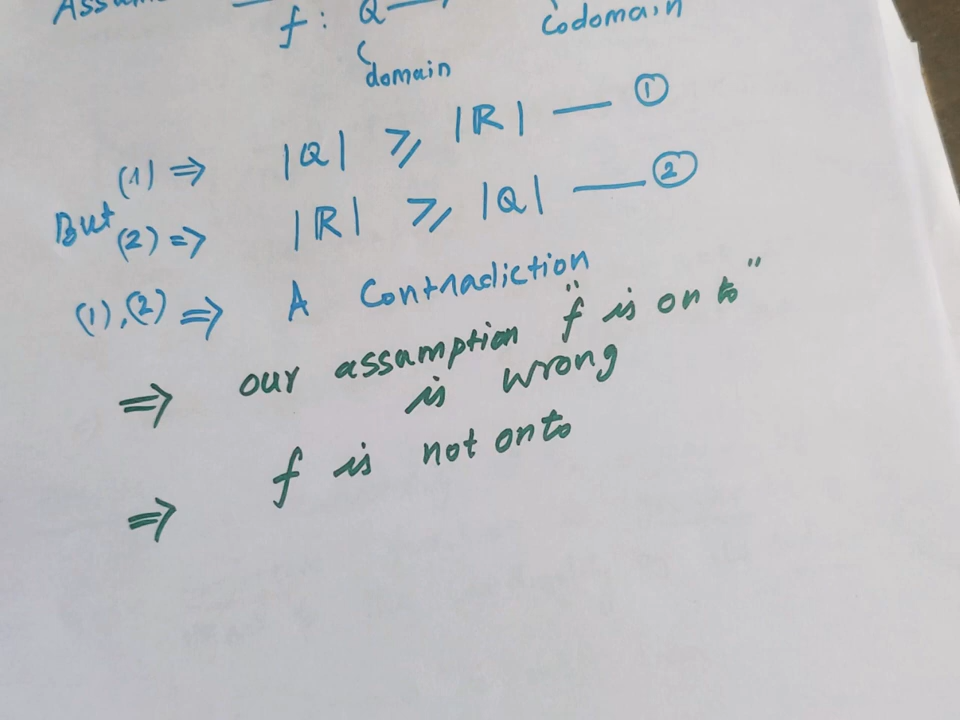 f : Q
domain
Codomain
(1) ⇒ |Q| ⩾ |R| — ①
But (2) ⇒ |R| ⩾ |Q| — ②
(1),(2) ⇒ A Contradiction
⇒ our assumption "f is onto"
is wrong
⇒ f is not onto